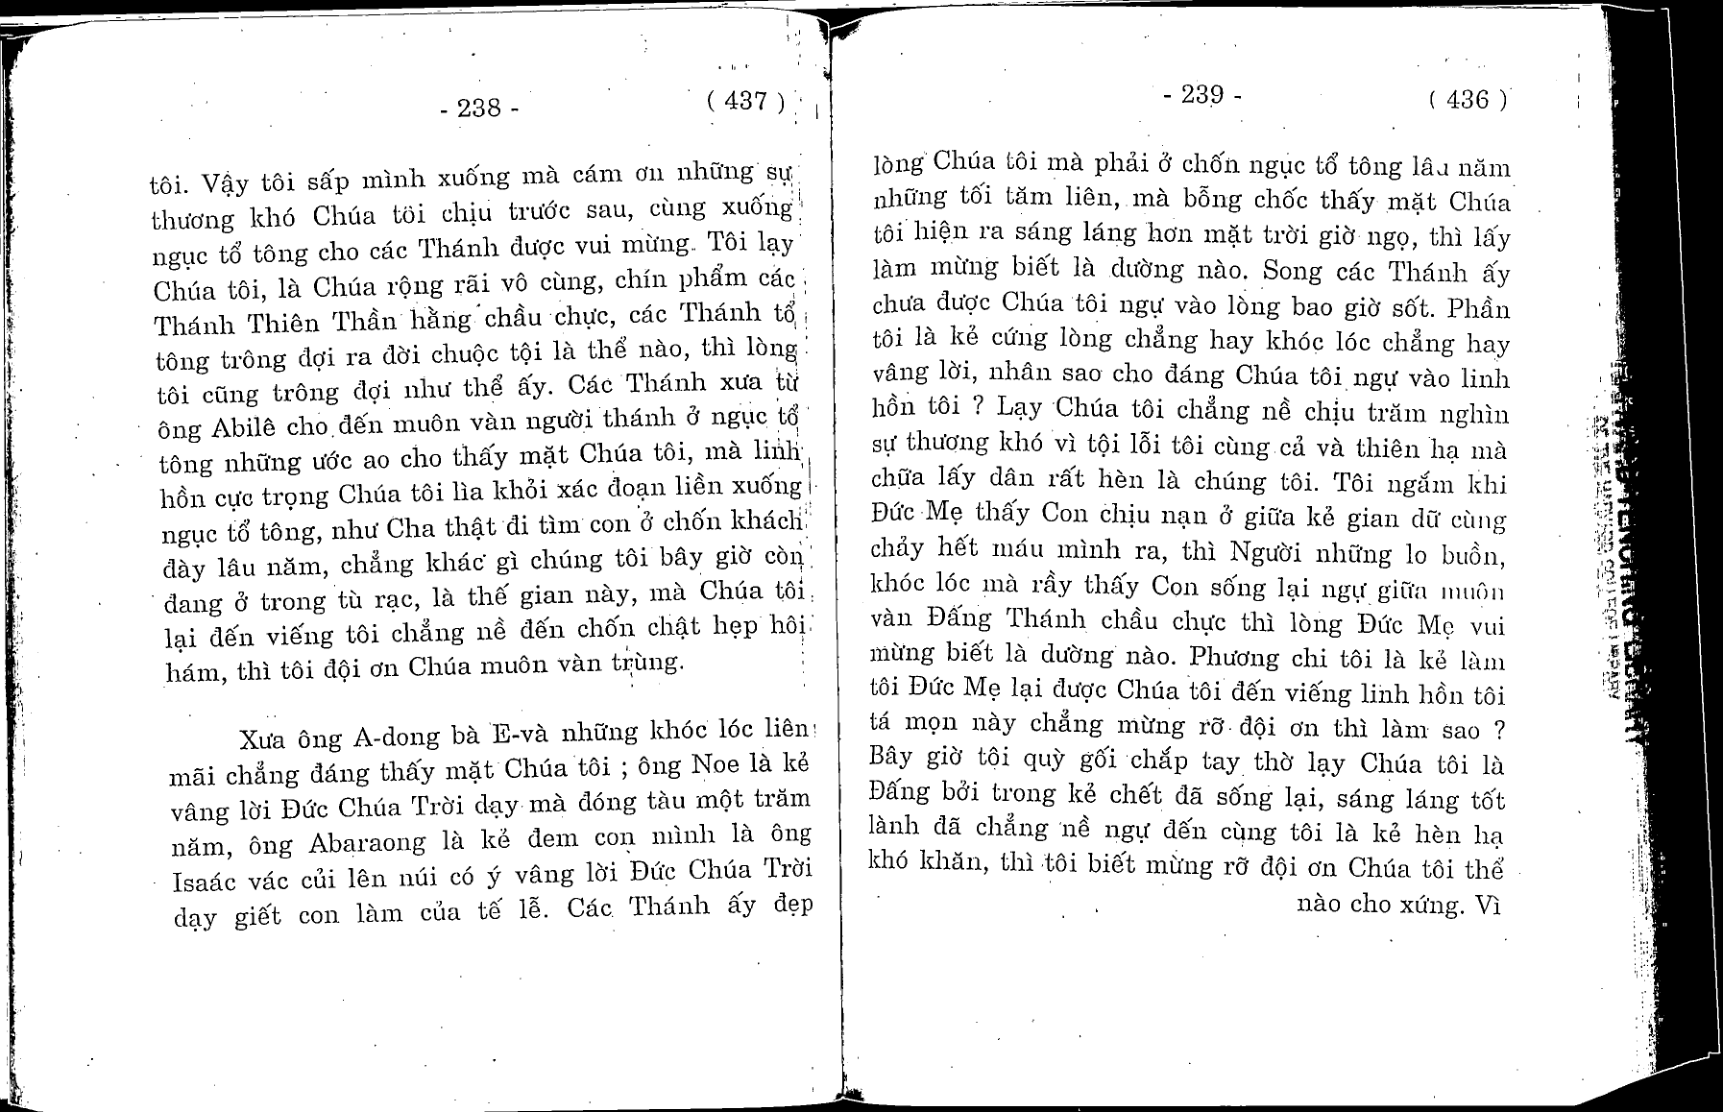 - 238 -
( 437 )
tôi. Vậy tôi sấp mình xuống mà cám ơn những sự
thương khó Chúa tôi chịu trước sau, cùng xuống
ngục tổ tông cho các Thánh được vui mừng. Tôi lạy
Chúa tôi, là Chúa rộng rãi vô cùng, chín phẩm các
Thánh Thiên Thần hằng chầu chực, các Thánh tổ
tông trông đợi ra đời chuộc tội là thể nào, thì lòng
tôi cũng trông đợi như thể ấy. Các Thánh xưa từ
ông Abilê cho đến muôn vàn người thánh ở ngục tổ
tông những ước ao cho thấy mặt Chúa tôi, mà linh
hồn cực trọng Chúa tôi lìa khỏi xác đoạn liền xuống
ngục tổ tông, như Cha thật đi tìm con ở chốn khách
đày lâu năm, chẳng khác gì chúng tôi bây giờ còn
đang ở trong tù rạc, là thế gian này, mà Chúa tôi
lại đến viếng tôi chẳng nề đến chốn chật hẹp hôi
hám, thì tôi đội ơn Chúa muôn vàn trùng.
Xưa ông A-dong bà E-và những khóc lóc liên
mãi chẳng đáng thấy mặt Chúa tôi ; ông Noe là kẻ
vâng lời Đức Chúa Trời dạy mà đóng tàu một trăm
năm, ông Abaraong là kẻ đem con mình là ông
Isaác vác củi lên núi có ý vâng lời Đức Chúa Trời
dạy giết con làm của tế lễ. Các Thánh ấy đẹp
- 239 -
( 436 )
lòng Chúa tôi mà phải ở chốn ngục tổ tông lâu năm
những tối tăm liên, mà bỗng chốc thấy mặt Chúa
tôi hiện ra sáng láng hơn mặt trời giờ ngọ, thì lấy
làm mừng biết là dường nào. Song các Thánh ấy
chưa được Chúa tôi ngự vào lòng bao giờ sốt. Phần
tôi là kẻ cứng lòng chẳng hay khóc lóc chẳng hay
vâng lời, nhân sao cho đáng Chúa tôi ngự vào linh
hồn tôi ? Lạy Chúa tôi chẳng nề chịu trăm nghìn
sự thương khó vì tội lỗi tôi cùng cả và thiên hạ mà
chữa lấy dân rất hèn là chúng tôi. Tôi ngắm khi
Đức Mẹ thấy Con chịu nạn ở giữa kẻ gian dữ cùng
chảy hết máu mình ra, thì Người những lo buồn,
khóc lóc mà rầy thấy Con sống lại ngự giữa muôn
vàn Đấng Thánh chầu chực thì lòng Đức Mẹ vui
mừng biết là dường nào. Phương chi tôi là kẻ làm
tôi Đức Mẹ lại được Chúa tôi đến viếng linh hồn tôi
tá mọn này chẳng mừng rỡ đội ơn thì làm sao ?
Bây giờ tội quỳ gối chắp tay thờ lạy Chúa tôi là
Đấng bởi trong kẻ chết đã sống lại, sáng láng tốt
lành đã chẳng nề ngự đến cùng tôi là kẻ hèn hạ
khó khăn, thì tôi biết mừng rỡ đội ơn Chúa tôi thể
nào cho xứng. Vì